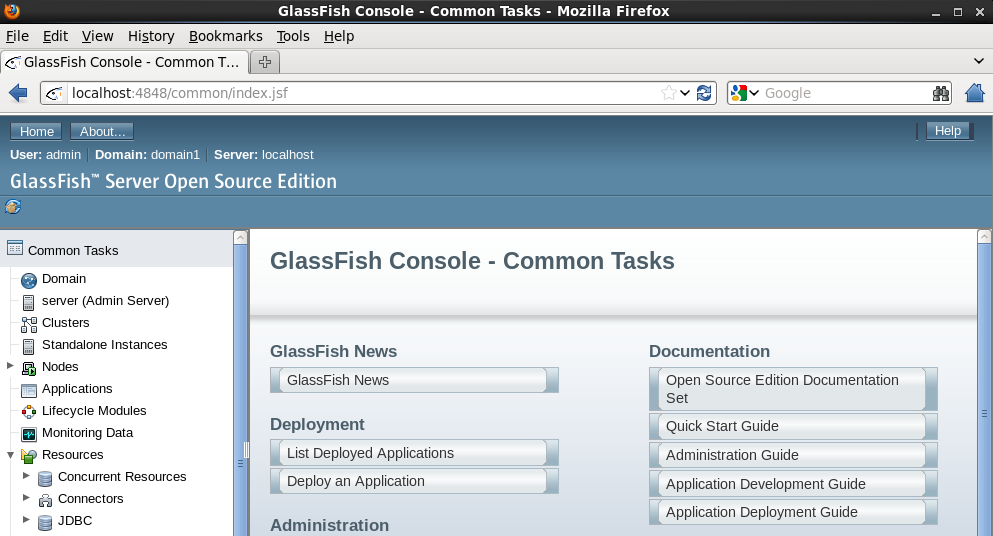 GlassFish Console - Common Tasks - Mozilla Firefox
File Edit View History Bookmarks Tools Help
GlassFish Console - Common T...
localhost:4848/common/index.jsf
Google
Home About...
Help
User: admin Domain: domain1 Server: localhost
GlassFish™ Server Open Source Edition
Common Tasks
Domain
server (Admin Server)
Clusters
Standalone Instances
Nodes
Applications
Lifecycle Modules
Monitoring Data
Resources
Concurrent Resources
Connectors
JDBC
GlassFish Console - Common Tasks
GlassFish News
GlassFish News
Deployment
List Deployed Applications
Deploy an Application
Administration
Documentation
Open Source Edition Documentation
Set
Quick Start Guide
Administration Guide
Application Development Guide
Application Deployment Guide